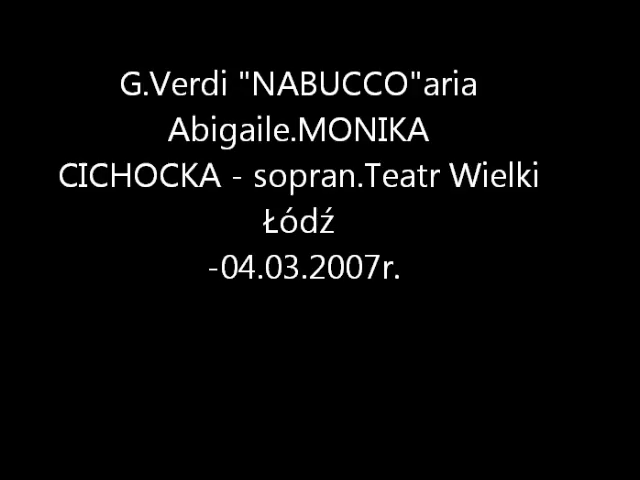 G.Verdi "NABUCCO"aria
Abigaile.MONIKA
CICHOCKA - sopran.Teatr Wielki
Łódź
-04.03.2007r.